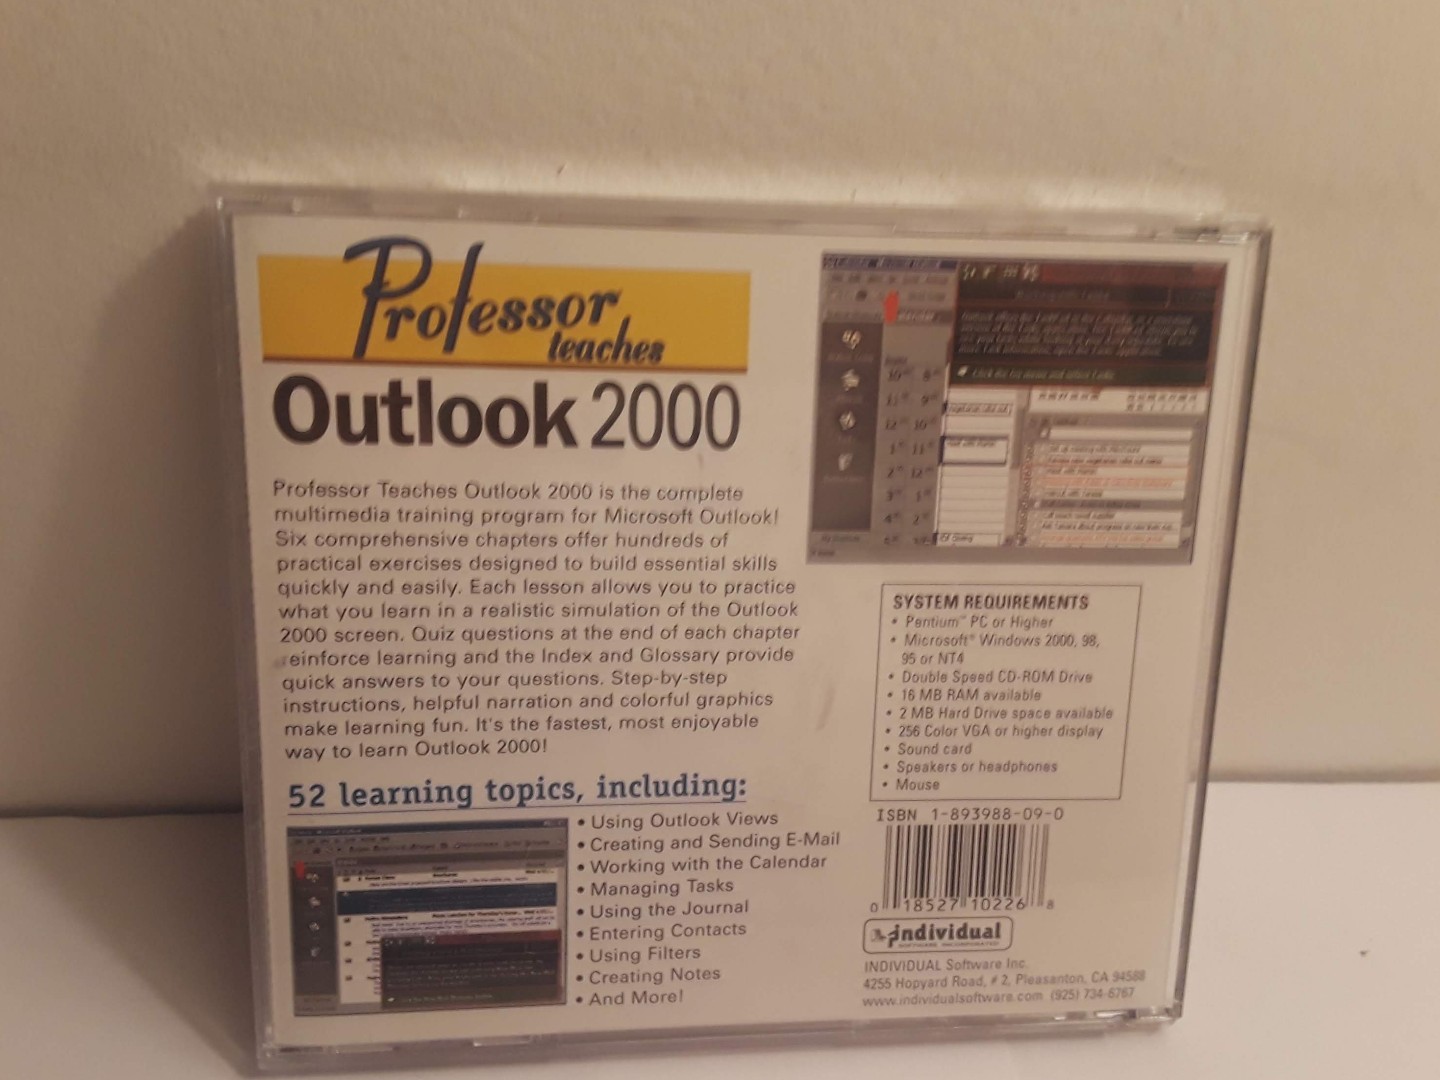 Professor
teaches
Outlook 2000
Professor Teaches Outlook 2000 is the complete
multimedia training program for Microsoft Outlook!
Six comprehensive chapters offer hundreds of
practical exercises designed to build essential skills
quickly and easily. Each lesson allows you to practice
what you learn in a realistic simulation of the Outlook
2000 screen. Quiz questions at the end of each chapter
reinforce learning and the Index and Glossary provide
quick answers to your questions. Step-by-step
instructions, helpful narration and colorful graphics
make learning fun. It's the fastest, most enjoyable
way to learn Outlook 2000!
52 learning topics, including:
• Using Outlook Views
• Creating and Sending E-Mail
• Working with the Calendar
• Managing Tasks
• Using the Journal
• Entering Contacts
• Using Filters
• Creating Notes
• And More!
SYSTEM REQUIREMENTS
• Pentium™ PC or Higher
• Microsoft® Windows 2000, 98,
95 or NT4
• Double Speed CD-ROM Drive
• 16 MB RAM available
• 2 MB Hard Drive space available
• 256 Color VGA or higher display
• Sound card
• Speakers or headphones
• Mouse
ISBN 1-893988-09-0
0 18527 10226 8
individual
SOFTWARE INCORPORATED
INDIVIDUAL Software Inc.
4255 Hopyard Road, # 2, Pleasanton, CA 94588
www.individualsoftware.com (925) 734-6767